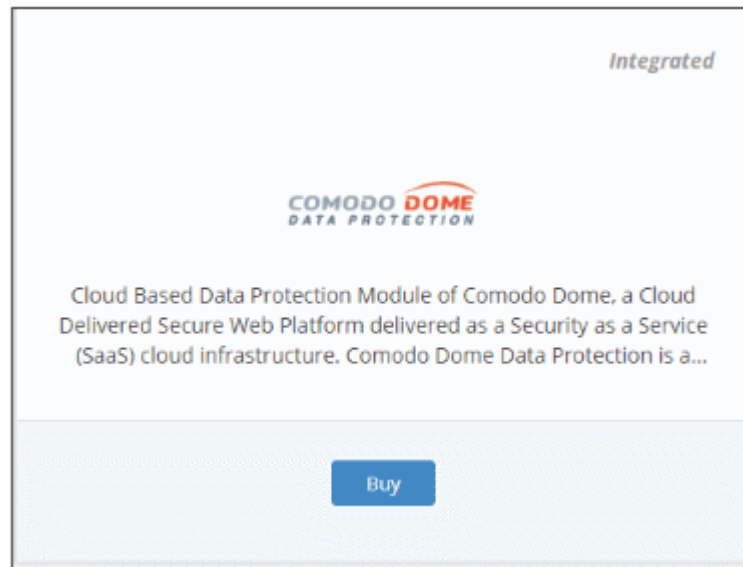 Integrated
COMODO DOME
DATA PROTECTION
Cloud Based Data Protection Module of Comodo Dome, a Cloud
Delivered Secure Web Platform delivered as a Security as a Service
(SaaS) cloud infrastructure. Comodo Dome Data Protection is a...
Buy